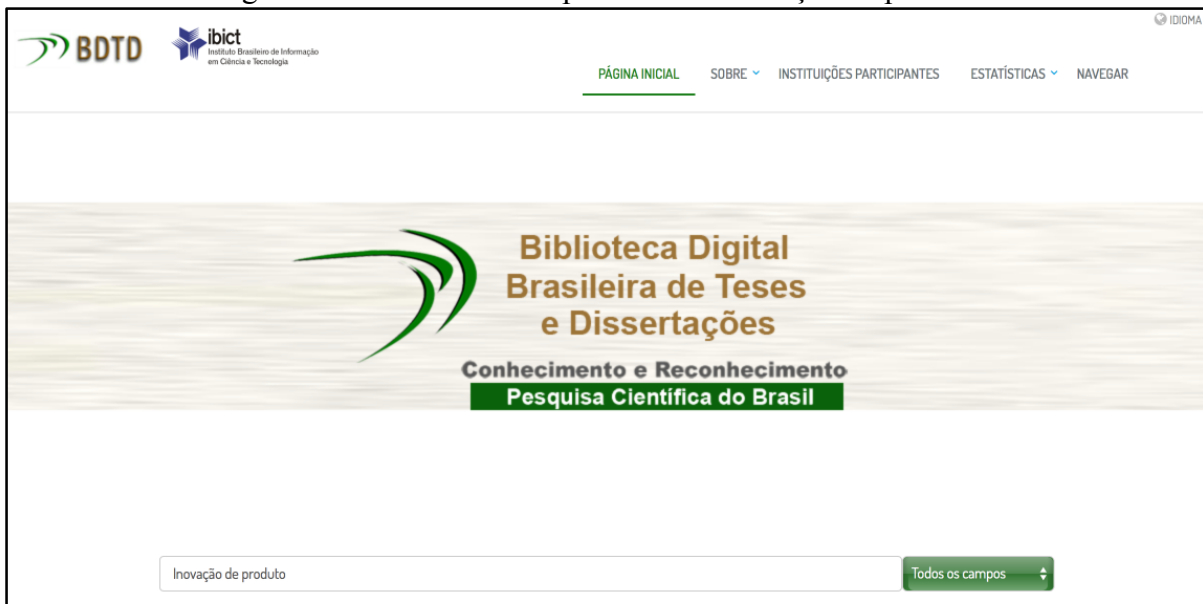 IDIOMA
BDTD
ibict
Instituto Brasileiro de Informação
em Ciência e Tecnologia
PÁGINA INICIAL SOBRE INSTITUIÇÕES PARTICIPANTES ESTATÍSTICAS NAVEGAR
Biblioteca Digital
Brasileira de Teses
e Dissertações
Conhecimento e Reconhecimento
Pesquisa Científica do Brasil
Inovação de produto Todos os campos